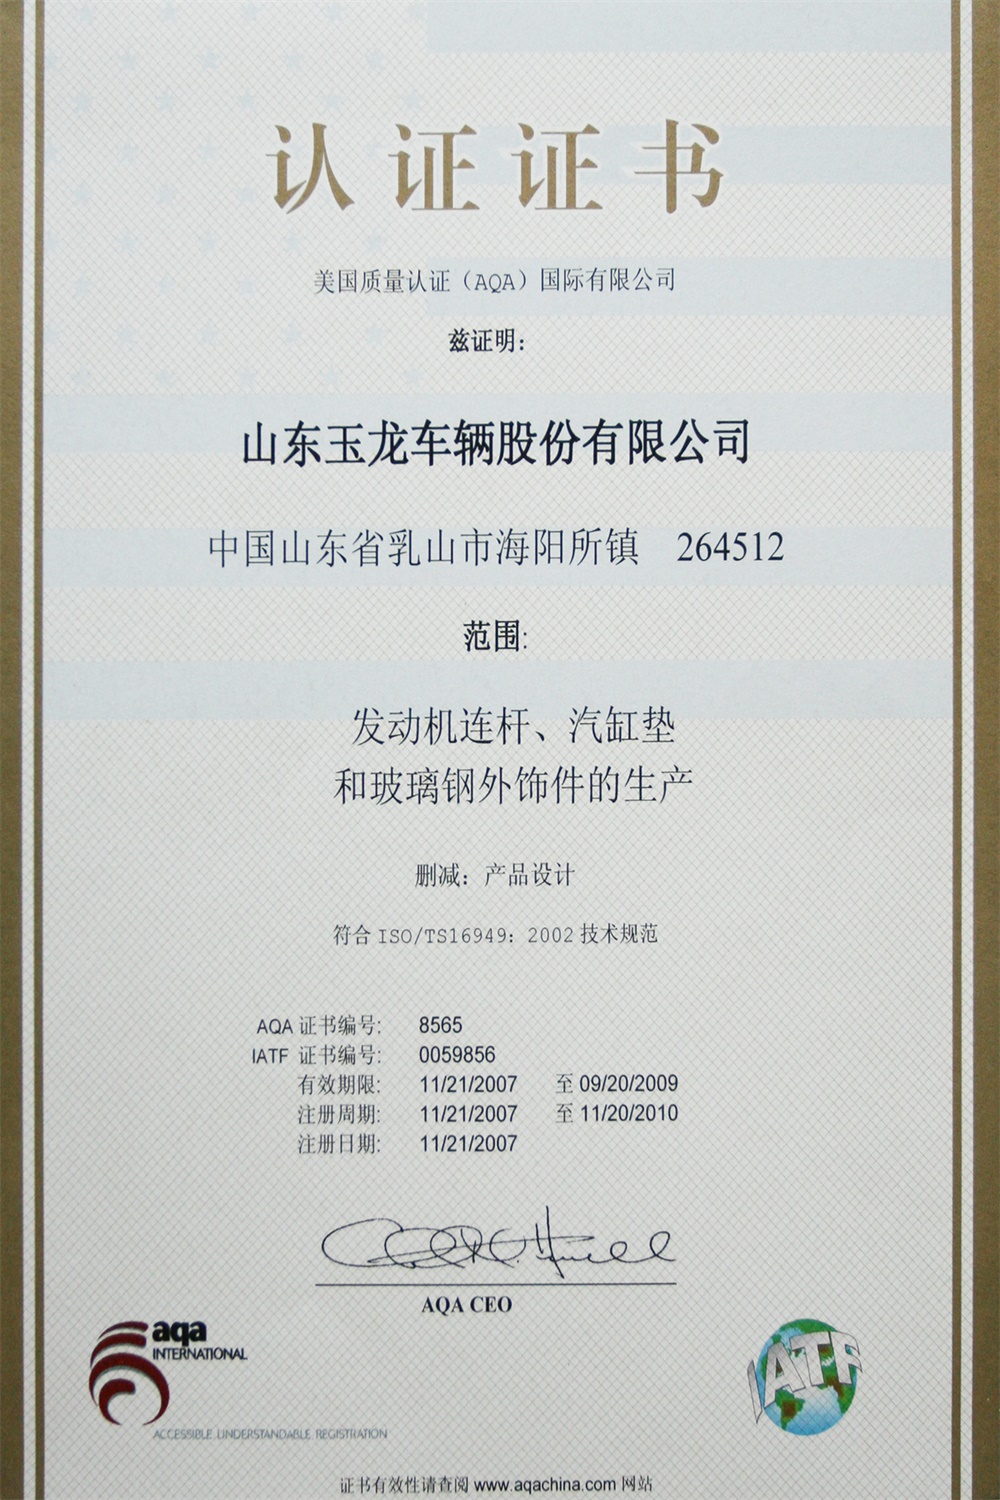 认证证书
美国质量认证（AQA）国际有限公司
兹证明：
山东玉龙车辆股份有限公司
中国山东省乳山市海阳所镇 264512
范围:
发动机连杆、汽缸垫
和玻璃钢外饰件的生产
删减：产品设计
符合 ISO/TS16949：2002 技术规范
AQA 证书编号: 8565
IATF 证书编号: 0059856
有效期限: 11/21/2007 至 09/20/2009
注册周期: 11/21/2007 至 11/20/2010
注册日期: 11/21/2007
AQA CEO
aqa
INTERNATIONAL
ACCESSIBLE UNDERSTANDABLE REGISTRATION
IATF
证书有效性请查阅 www.aqachina.com 网站